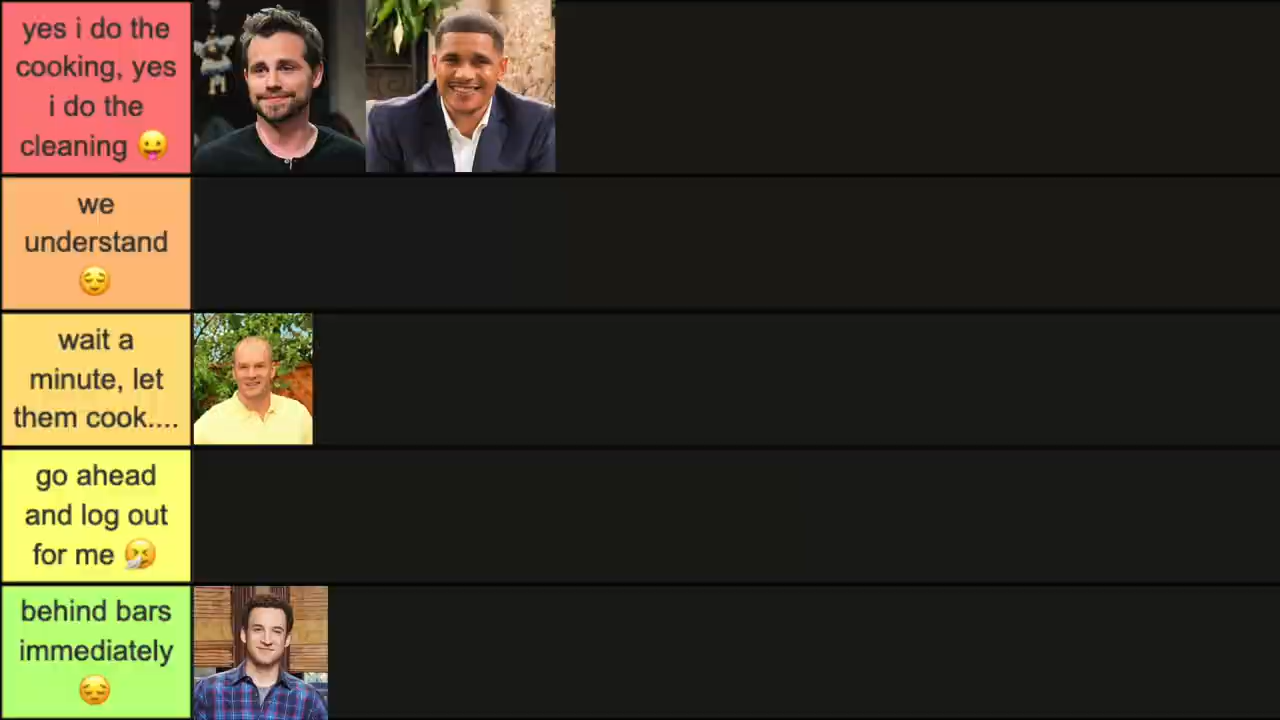 yes i do the
cooking, yes
i do the
cleaning 😛
we
understand
😌
wait a
minute, let
them cook....
go ahead
and log out
for me 🤧
behind bars
immediately
😔